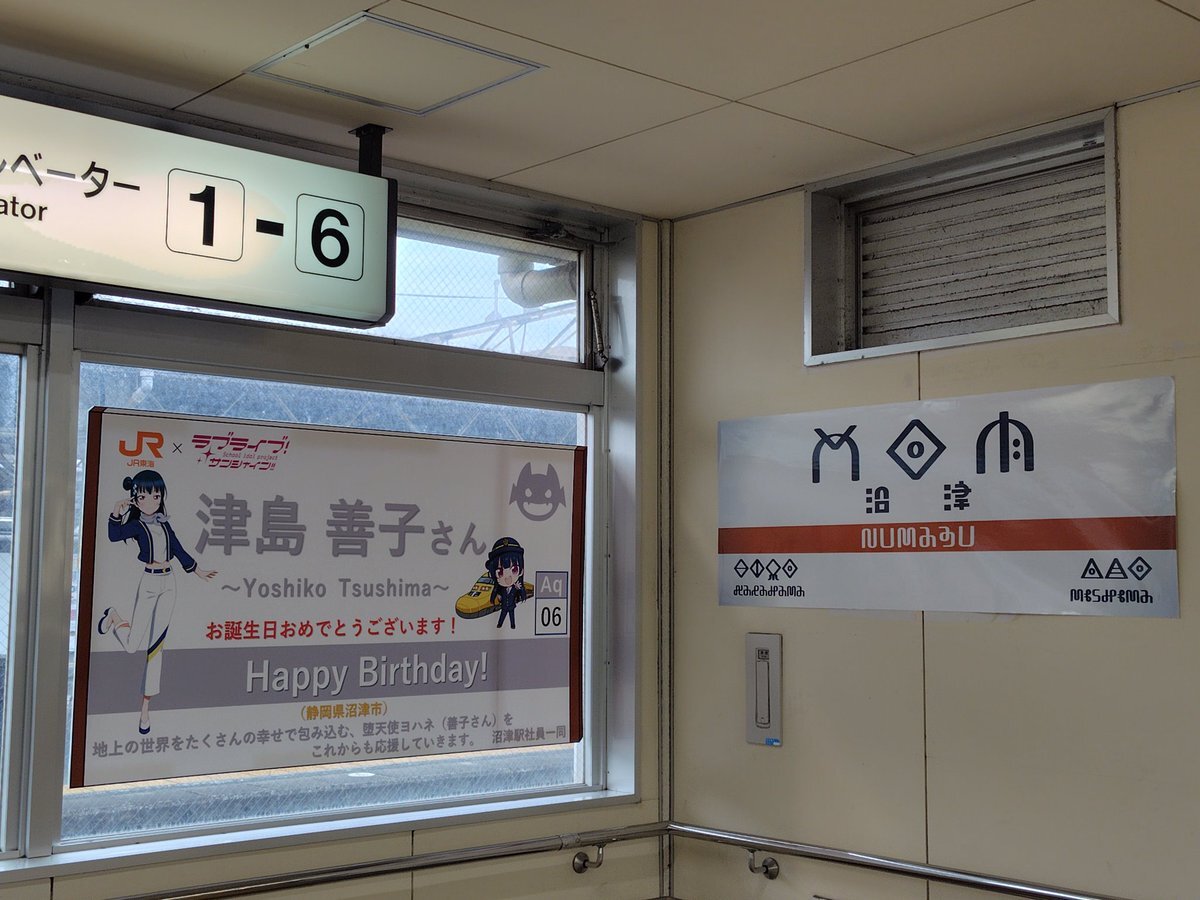 ベーター
ator
1 - 6
JR × ラブライブ!
JR東海 School idol project
サンシャイン!!
津島 善子さん
～Yoshiko Tsushima～
Aq
06
お誕生日おめでとうございます！
Happy Birthday!
（静岡県沼津市）
地上の世界をたくさんの幸せで包み込む、堕天使ヨハネ（善子さん）を
これからも応援していきます。 沼津駅社員一同
沼 津